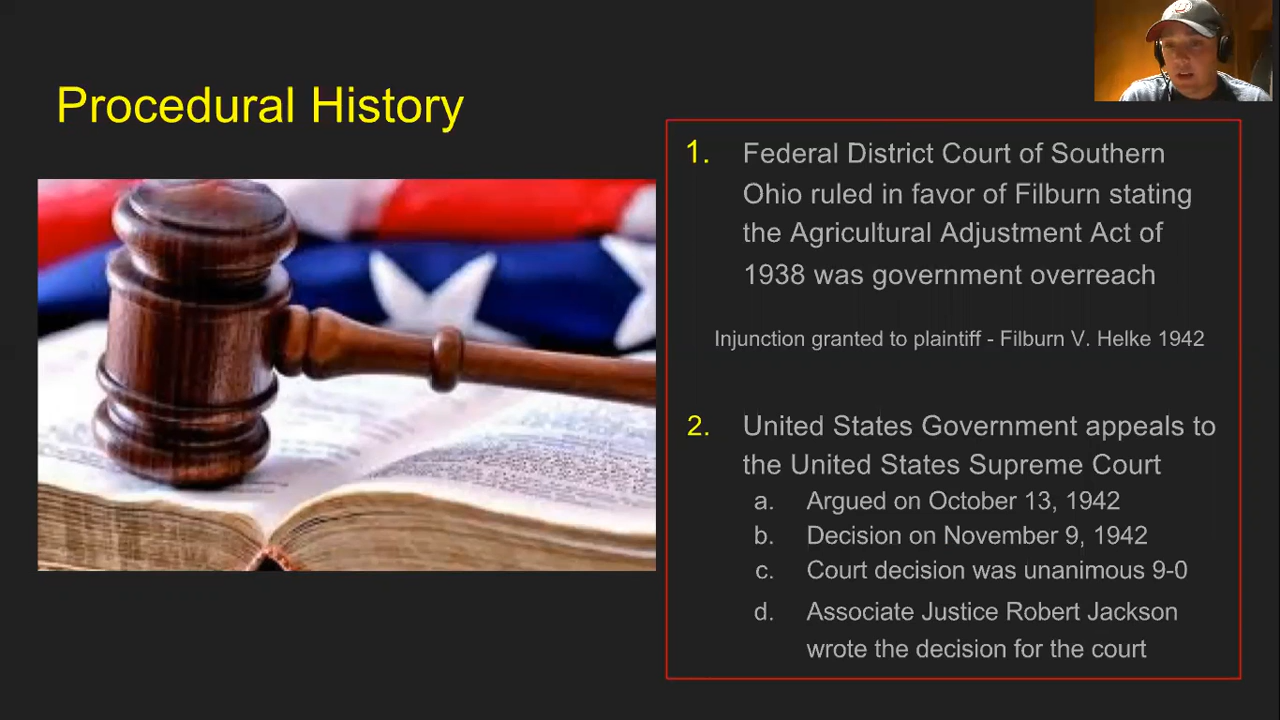 Procedural History
1. Federal District Court of Southern
Ohio ruled in favor of Filburn stating
the Agricultural Adjustment Act of
1938 was government overreach
Injunction granted to plaintiff - Filburn V. Helke 1942
2. United States Government appeals to
the United States Supreme Court
a. Argued on October 13, 1942
b. Decision on November 9, 1942
c. Court decision was unanimous 9-0
d. Associate Justice Robert Jackson
wrote the decision for the court